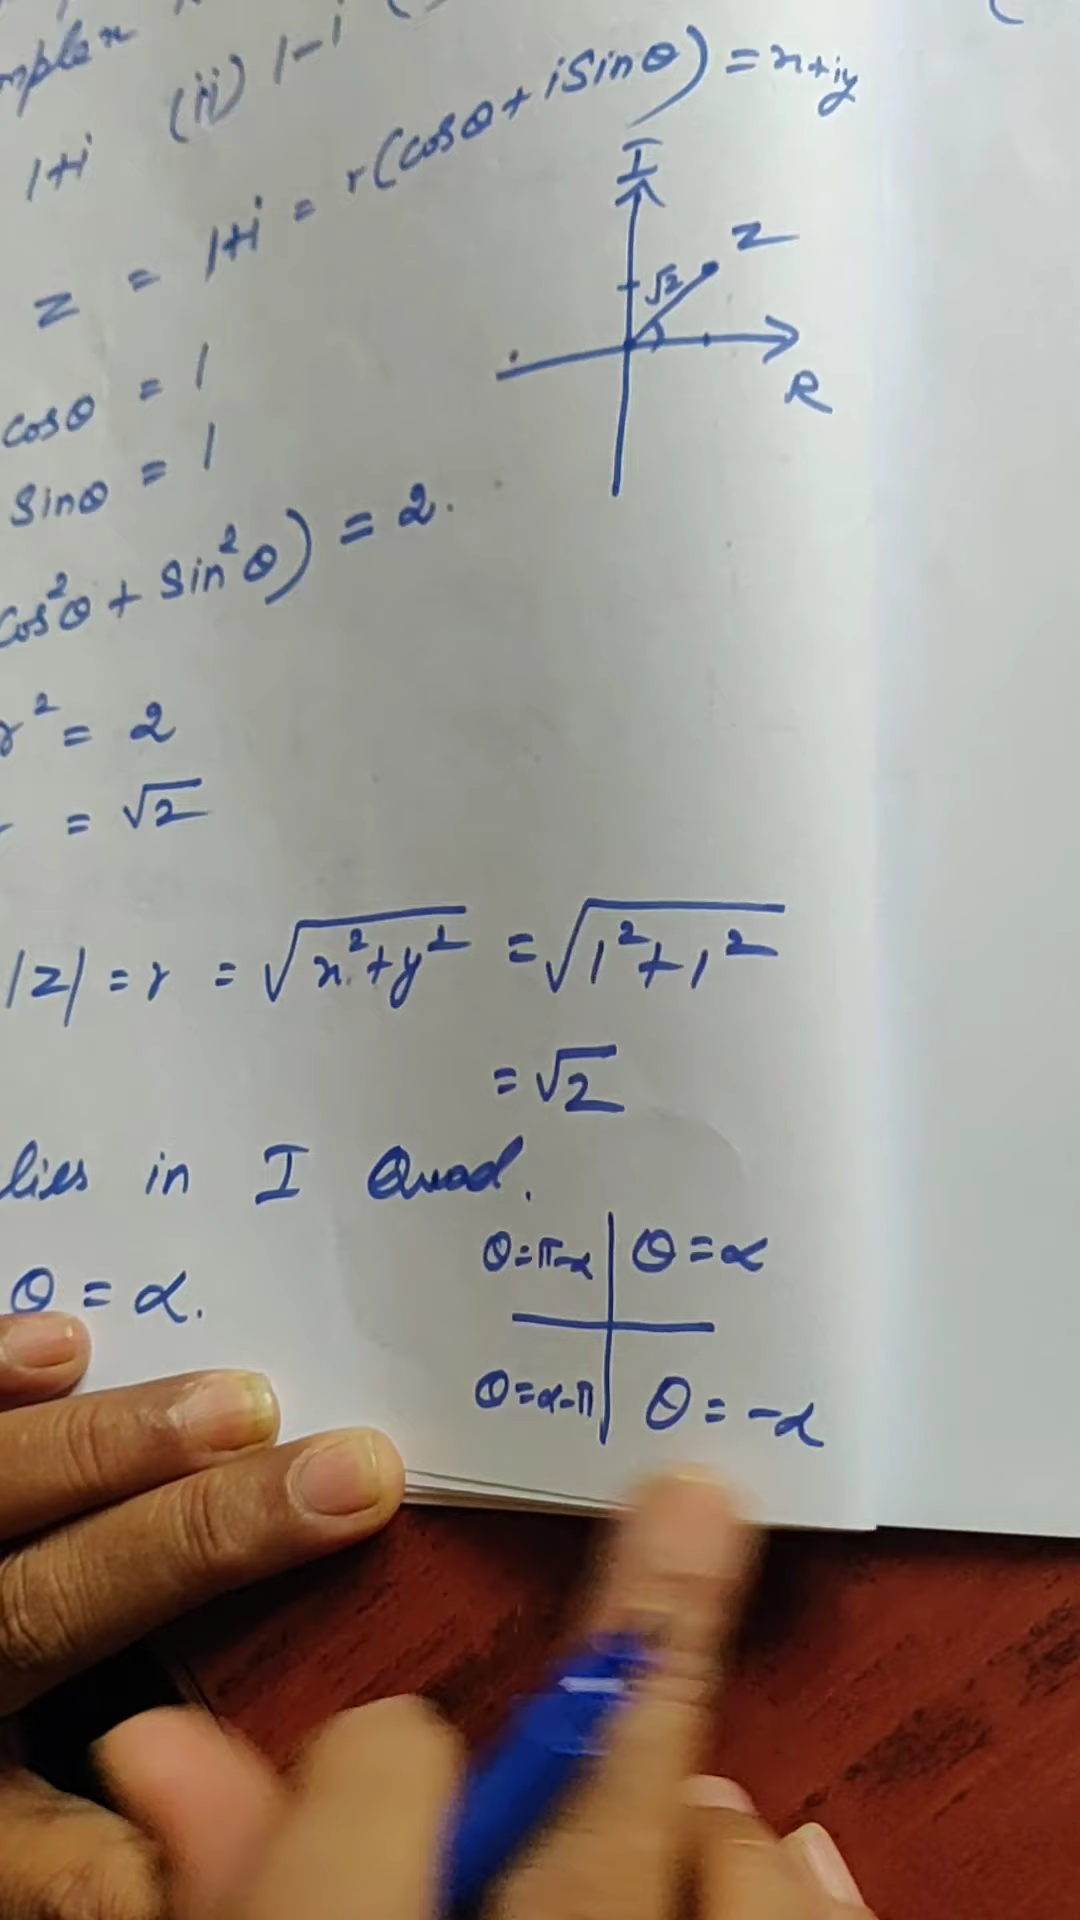 1+i (ii) 1-i
z = 1+i = r(cosθ + i sinθ) = x+iy
I
z
√2
R
cosθ = 1
sinθ = 1
cos²θ + sin²θ) = 2.
r² = 2
= √2
|z| = r = √x²+y² = √1²+1²
= √2
lies in I Quad.
θ = α.
θ=π-α θ = α
θ=α-π θ = -α